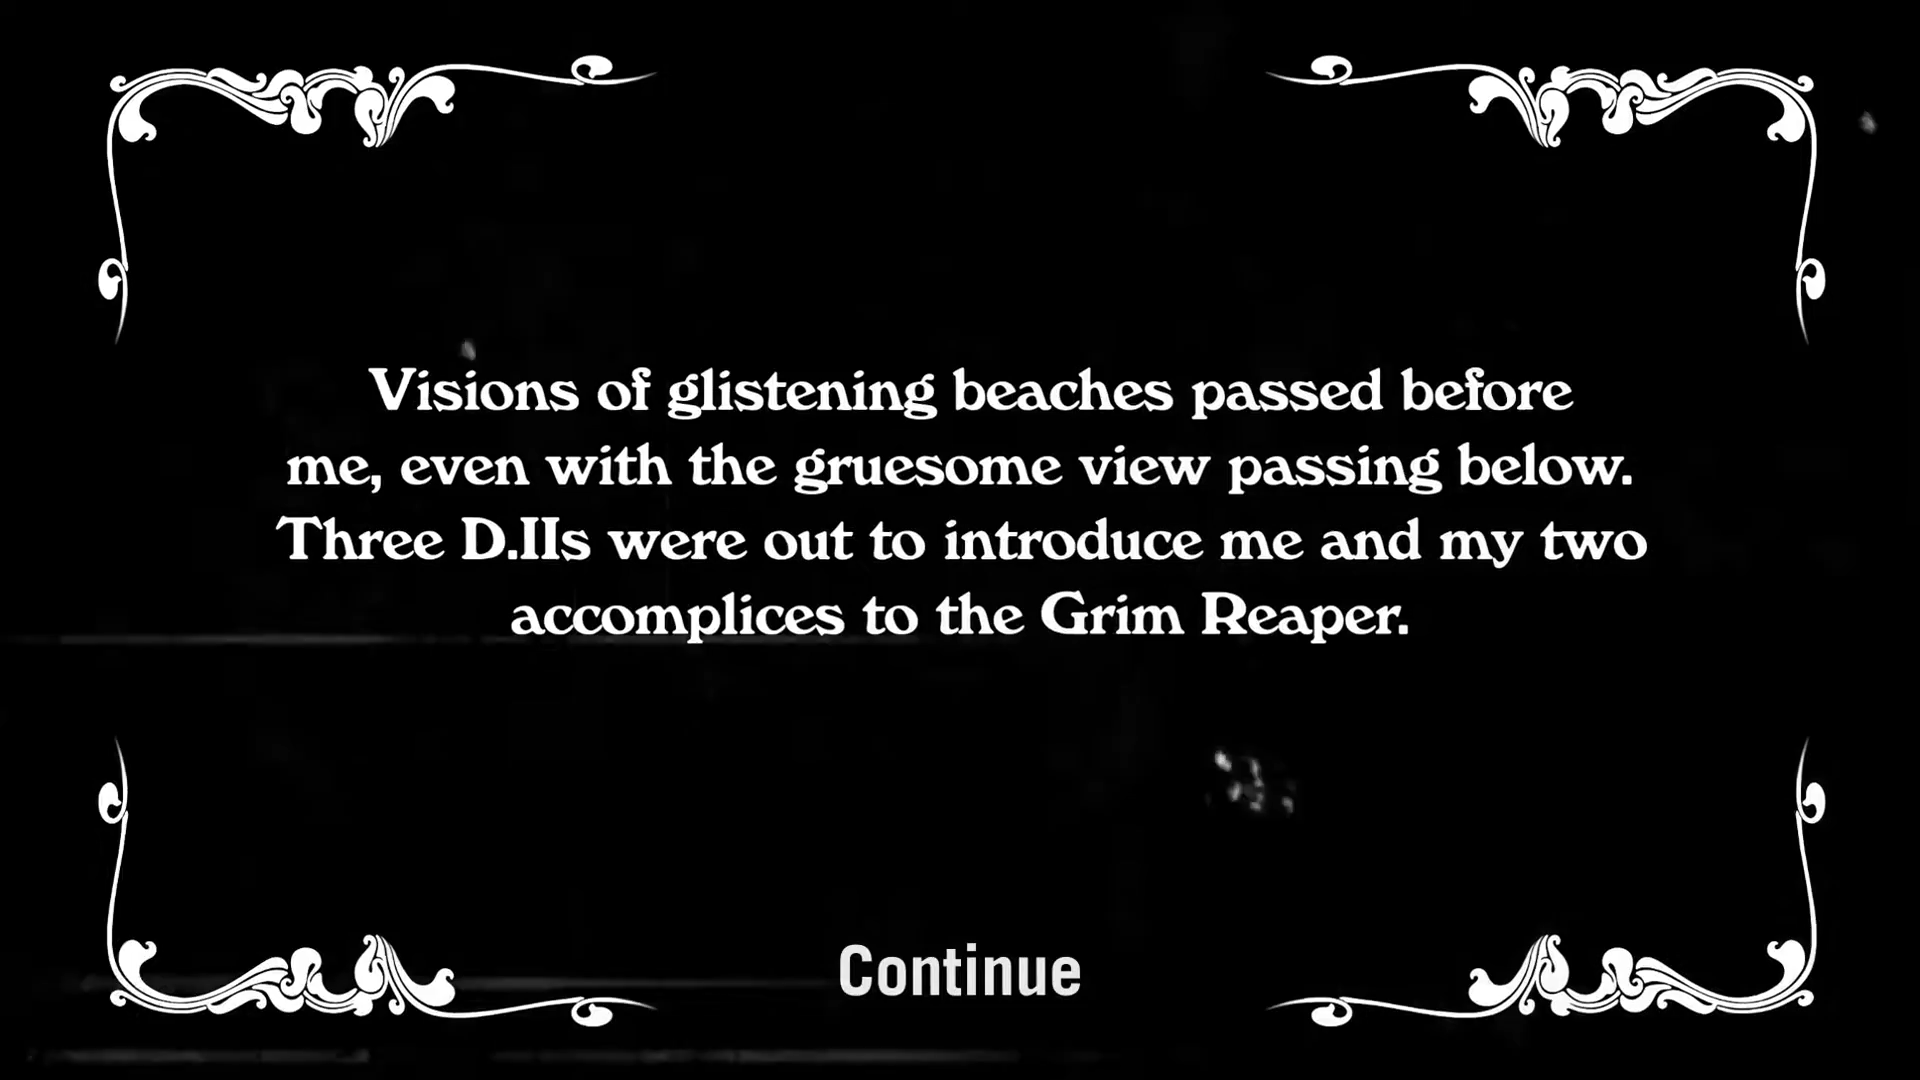 Visions of glistening beaches passed before
me, even with the gruesome view passing below.
Three D.IIs were out to introduce me and my two
accomplices to the Grim Reaper.
Continue